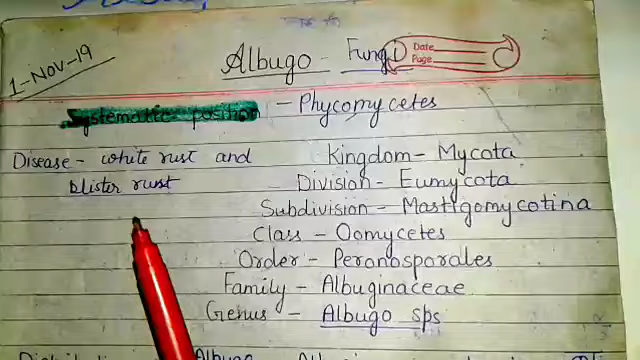 1-Nov-19
Albugo - Fungi
Date
Page
Systematic position - Phycomycetes
Disease - white rust and
blister rust
Kingdom - Mycota
Division - Eumycota
Subdivision - Mastigomycotina
Class - Oomycetes
Order - Peronosporales
Family - Albuginaceae
Genus - Albugo sps
Albugo